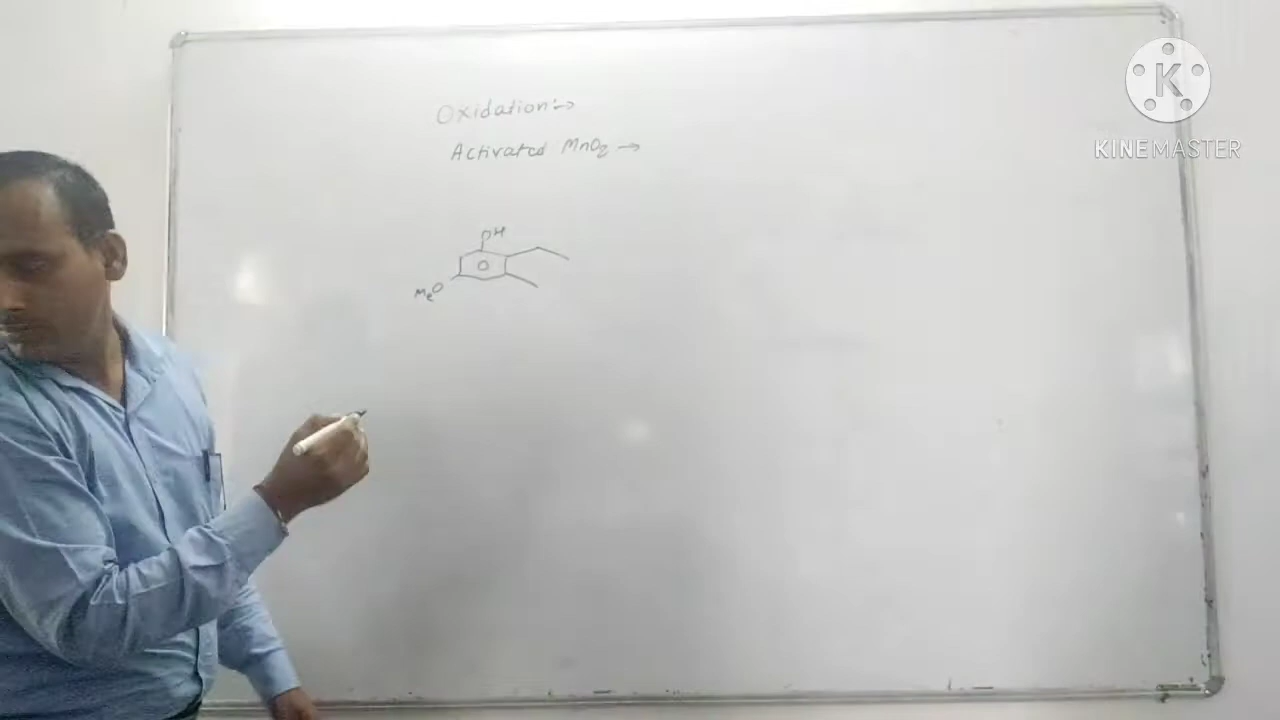 Oxidation:→
Activated MnO2 →
OH
O
MeO
K
KINEMASTER